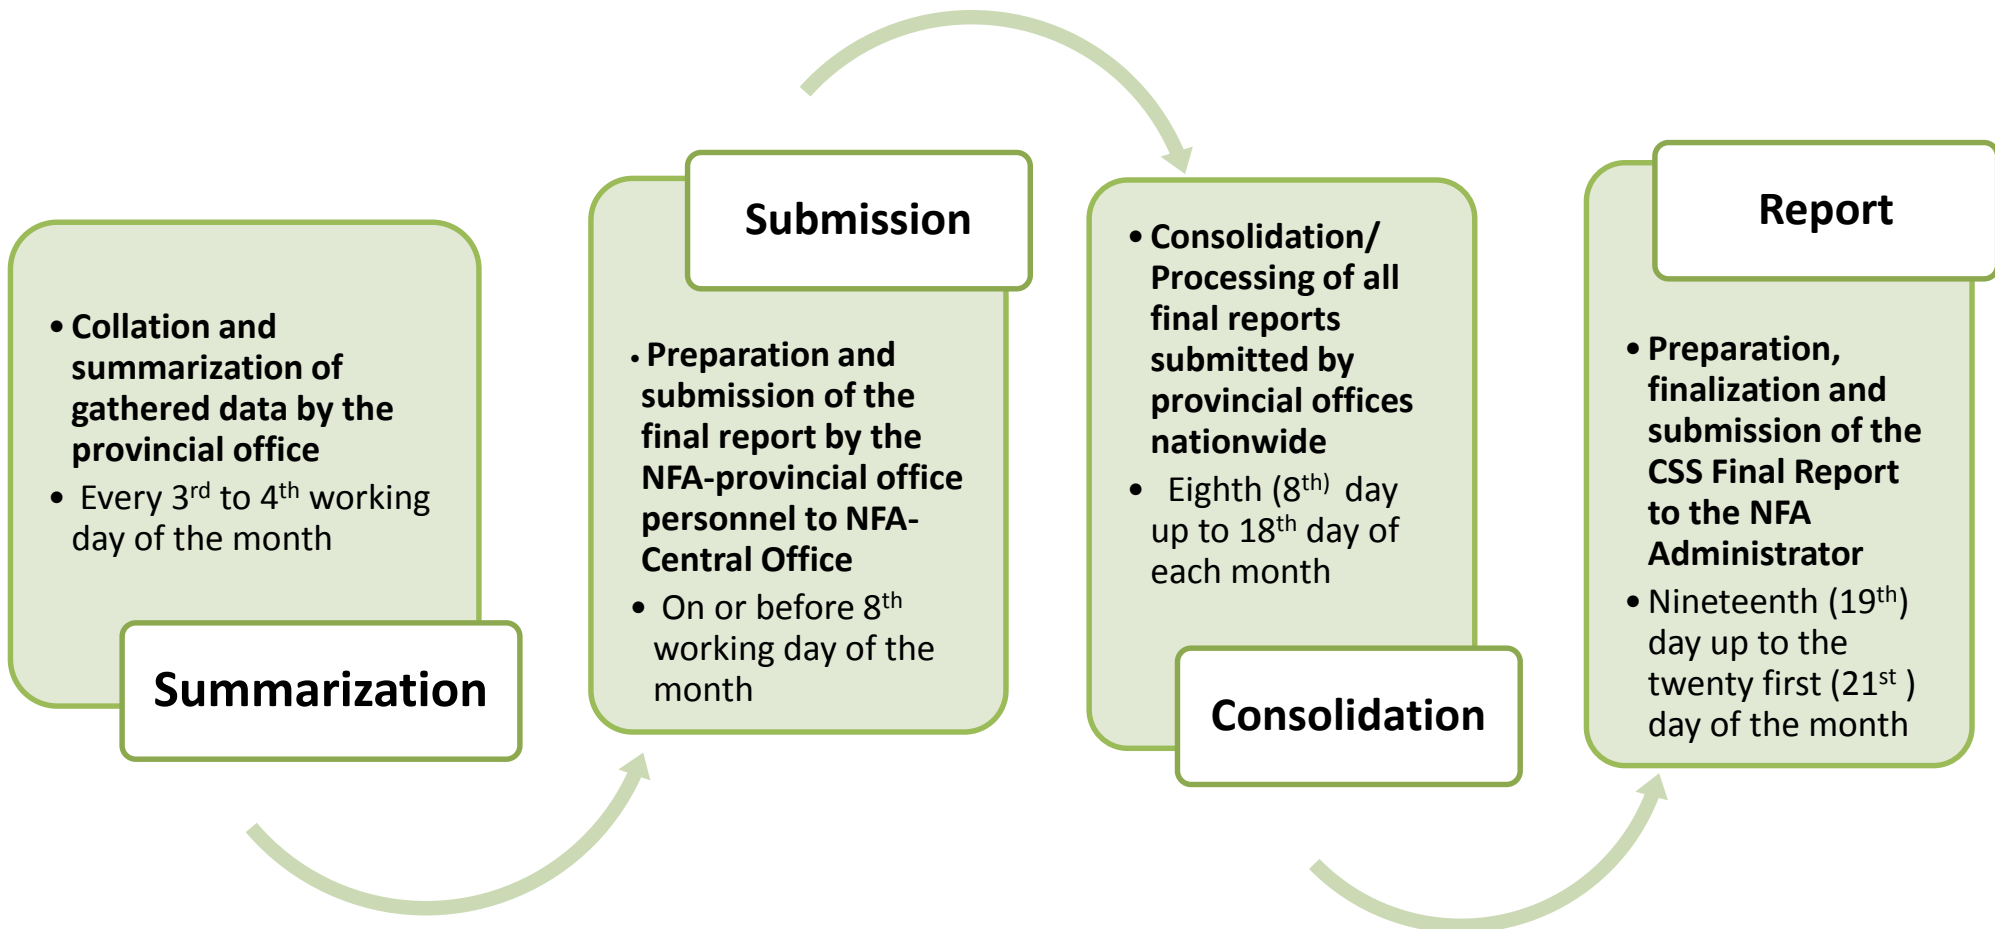 • Collation and
summarization of
gathered data by the
provincial office
• Every 3rd to 4th working
day of the month
Summarization
Submission
• Preparation and
submission of the
final report by the
NFA-provincial office
personnel to NFA-
Central Office
• On or before 8th
working day of the
month
• Consolidation/
Processing of all
final reports
submitted by
provincial offices
nationwide
• Eighth (8th) day
up to 18th day of
each month
Consolidation
Report
• Preparation,
finalization and
submission of the
CSS Final Report
to the NFA
Administrator
• Nineteenth (19th)
day up to the
twenty first (21st )
day of the month